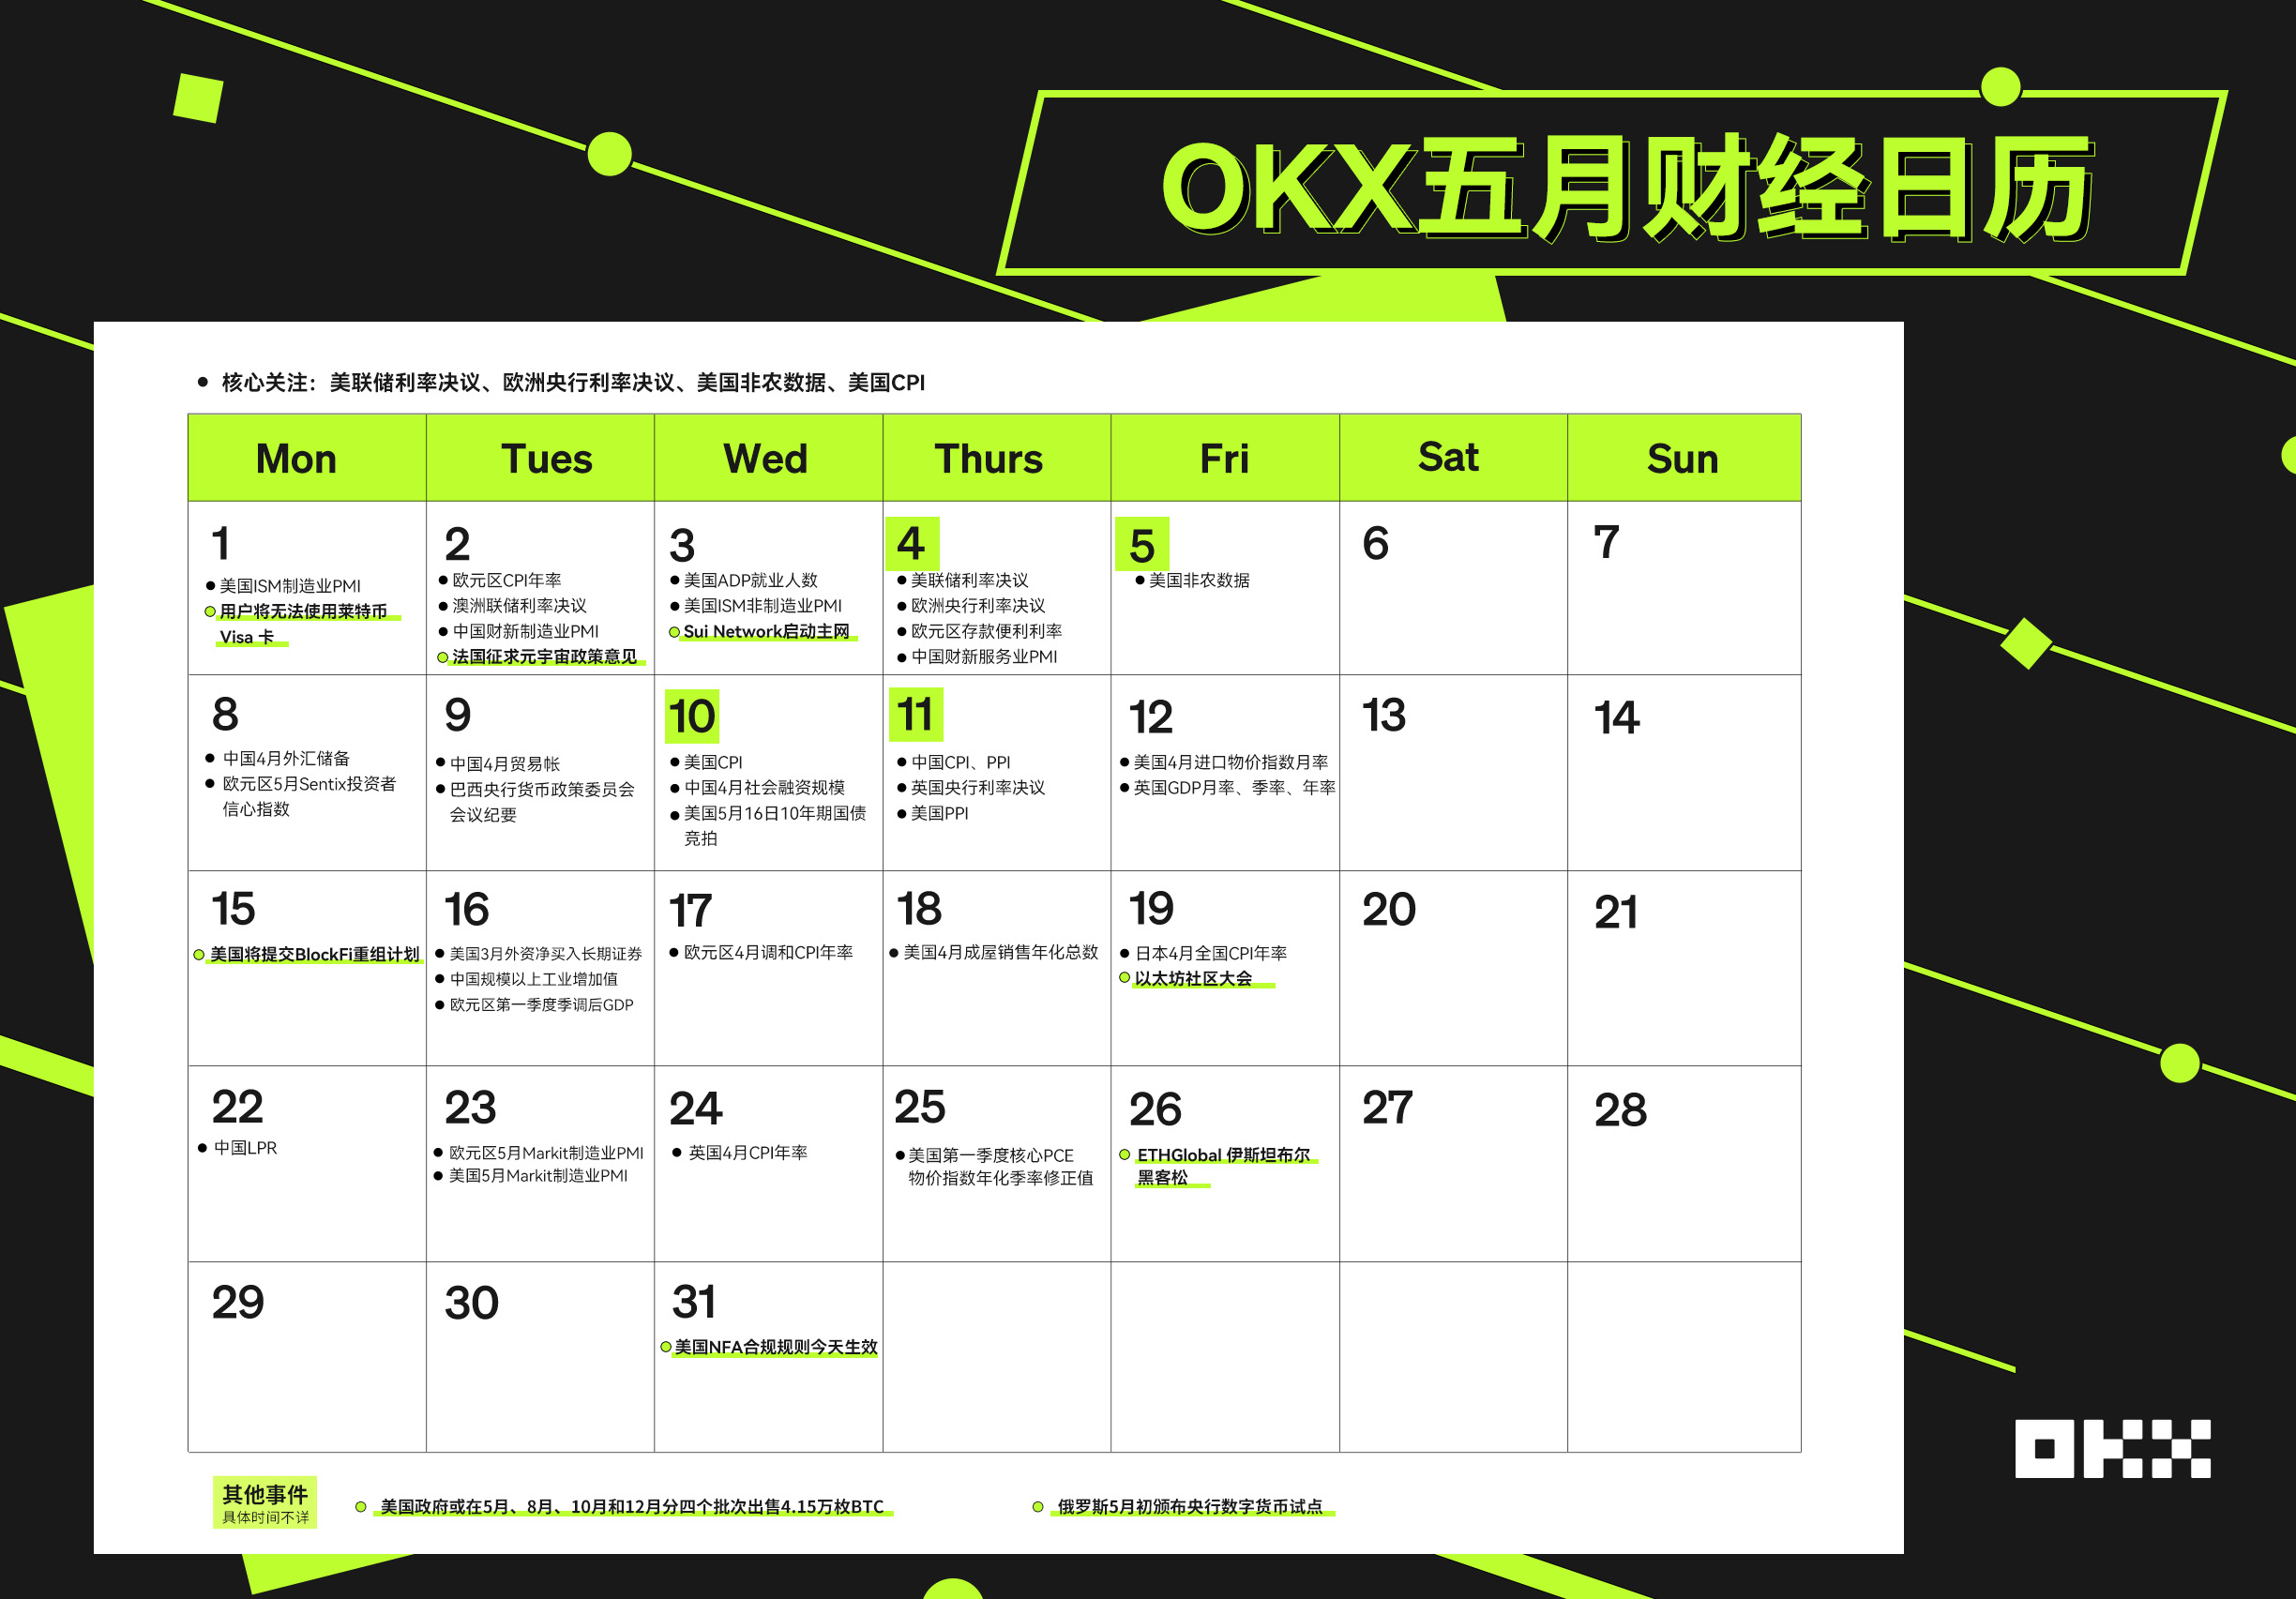 OKX五月财经日历
核心关注：美联储利率决议、欧洲央行利率决议、美国非农数据、美国CPI
Mon
Tues
Wed
Thurs
Fri
Sat
Sun
1
美国ISM制造业PMI
用户将无法使用莱特币
Visa 卡
2
欧元区CPI年率
澳洲联储利率决议
中国财新制造业PMI
法国征求元宇宙政策意见
3
美国ADP就业人数
美国ISM非制造业PMI
Sui Network启动主网
4
美联储利率决议
欧洲央行利率决议
欧元区存款便利利率
中国财新服务业PMI
5
美国非农数据
6
7
8
中国4月外汇储备
欧元区5月Sentix投资者
信心指数
9
中国4月贸易帐
巴西央行货币政策委员会
会议纪要
10
美国CPI
中国4月社会融资规模
美国5月16日10年期国债
竞拍
11
中国CPI、PPI
英国央行利率决议
美国PPI
12
美国4月进口物价指数月率
英国GDP月率、季率、年率
13
14
15
美国将提交BlockFi重组计划
16
美国3月外资净买入长期证券
中国规模以上工业增加值
欧元区第一季度季调后GDP
17
欧元区4月调和CPI年率
18
美国4月成屋销售年化总数
19
日本4月全国CPI年率
以太坊社区大会
20
21
22
中国LPR
23
欧元区5月Markit制造业PMI
美国5月Markit制造业PMI
24
英国4月CPI年率
25
美国第一季度核心PCE
物价指数年化季率修正值
26
ETHGlobal 伊斯坦布尔
黑客松
27
28
29
30
31
美国NFA合规规则今天生效
其他事件
具体时间不详
美国政府或在5月、8月、10月和12月分四个批次出售4.15万枚BTC
俄罗斯5月初颁布央行数字货币试点
OKX